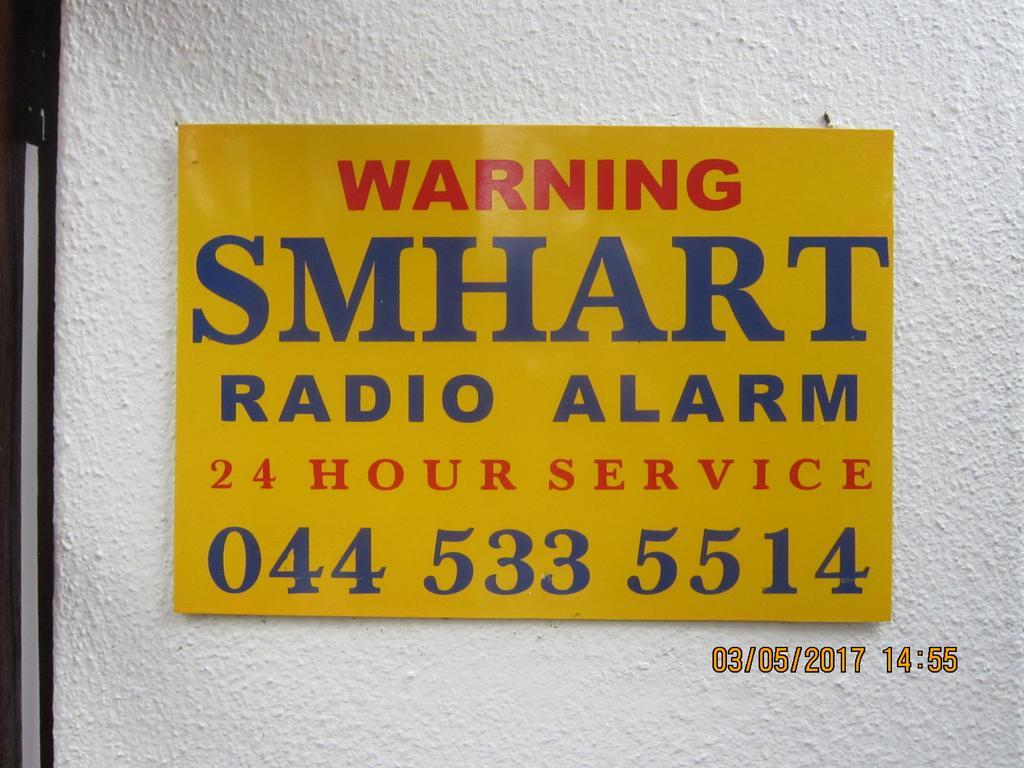 WARNING
SMHART
RADIO ALARM
24 HOUR SERVICE
044 533 5514
03/05/2017 14:55